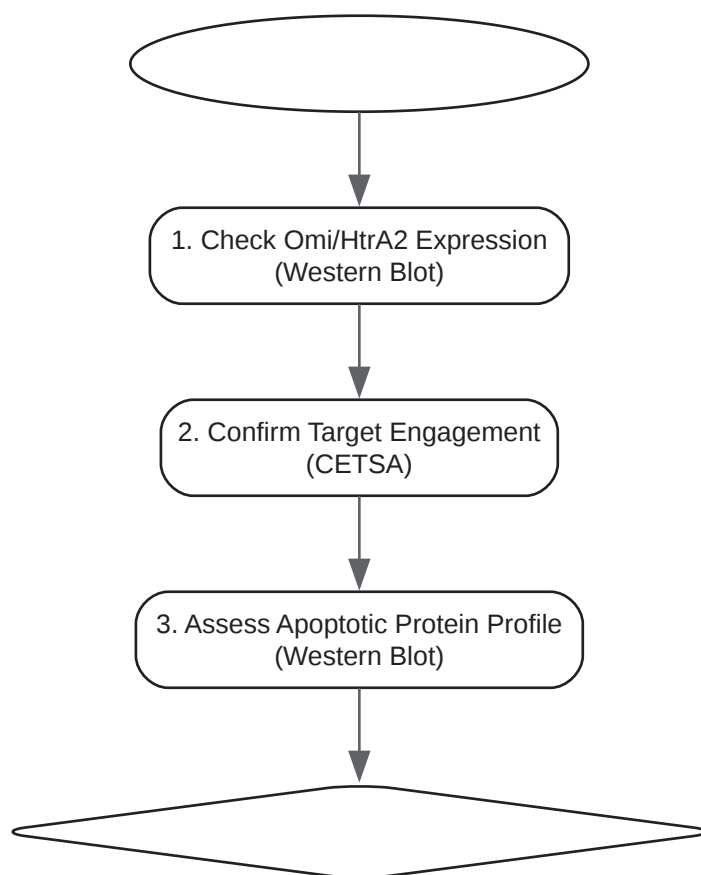 1. Check Omi/HtrA2 Expression
(Western Blot)
2. Confirm Target Engagement
(CETSA)
3. Assess Apoptotic Protein Profile
(Western Blot)